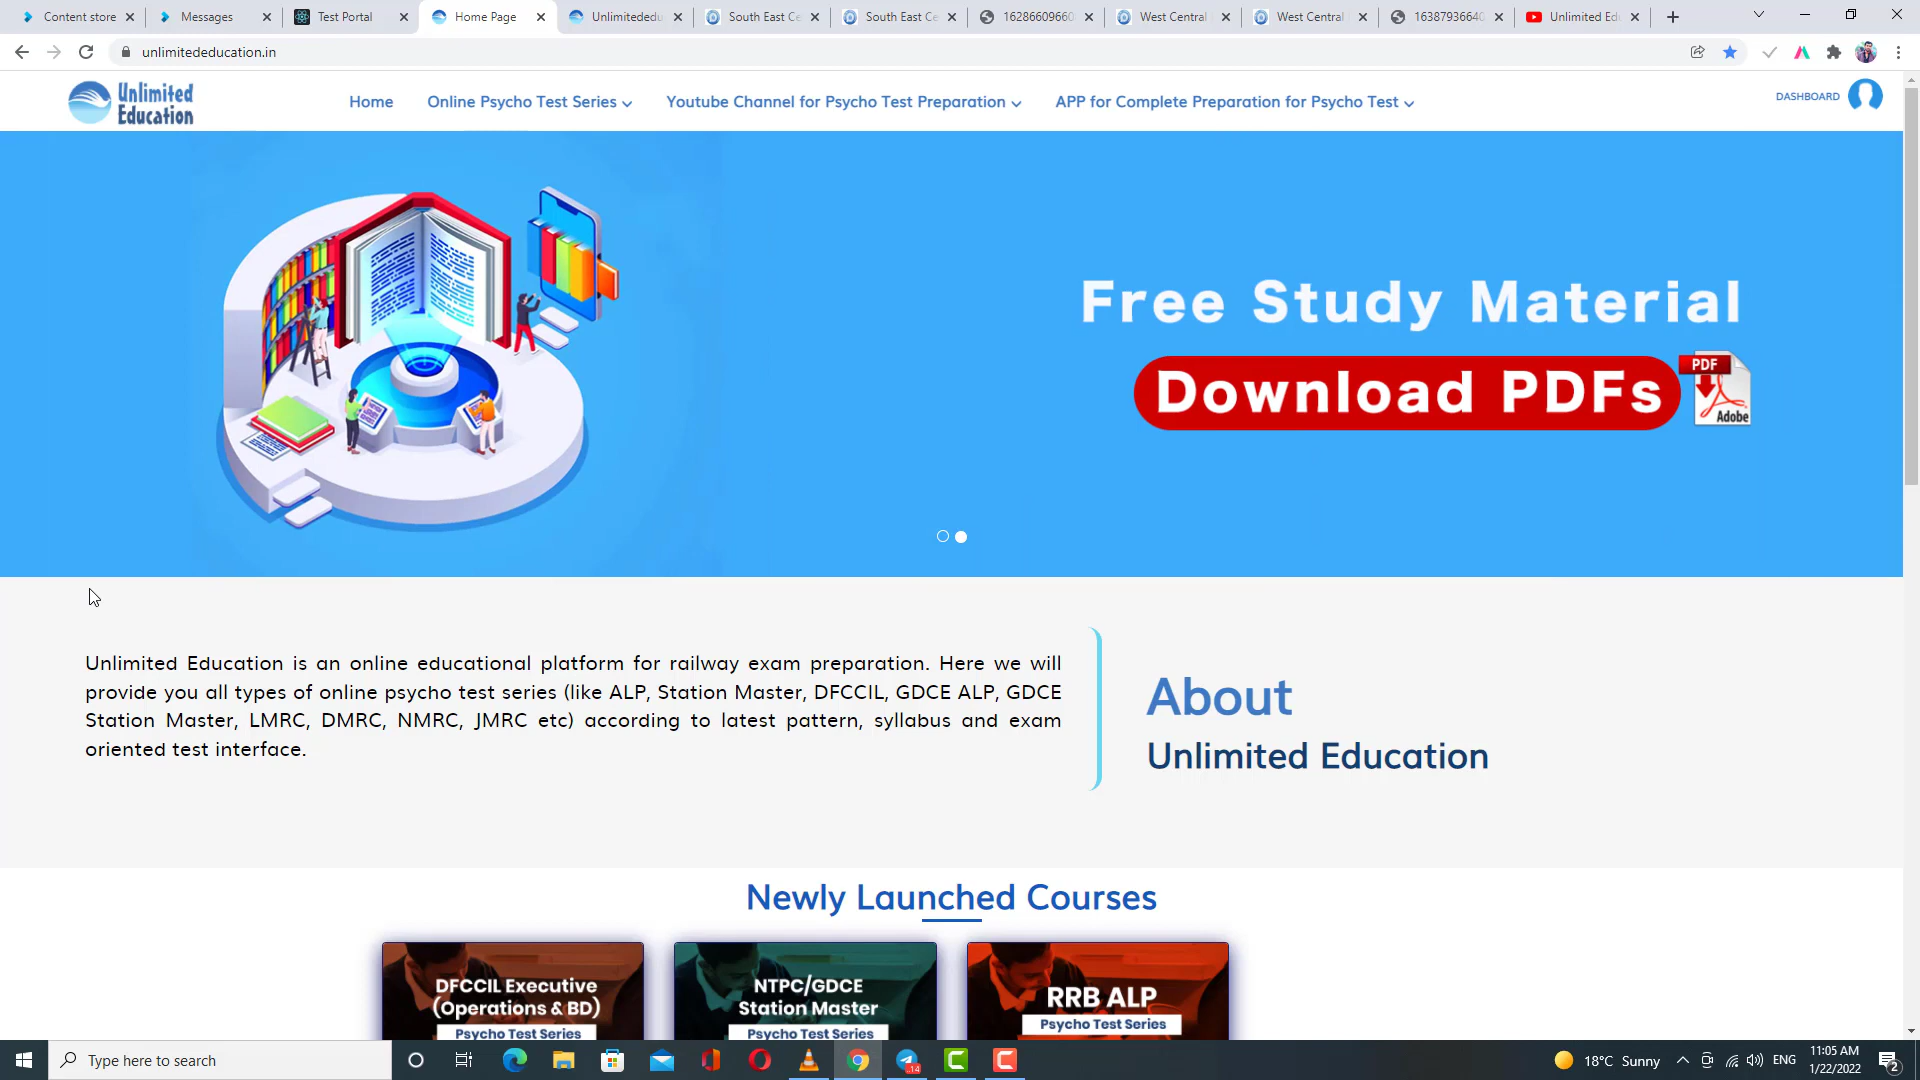 Content store
Messages
Test Portal
Home Page
Unlimitededu
South East Ce
South East Ce
1628660966
West Central
West Central
1638793664
Unlimited Ed
unlimitededucation.in
Unlimited
Education
Home
Online Psycho Test Series
Youtube Channel for Psycho Test Preparation
APP for Complete Preparation for Psycho Test
DASHBOARD
Free Study Material
Download PDFs
PDF
Adobe
Unlimited Education is an online educational platform for railway exam preparation. Here we will
provide you all types of online psycho test series (like ALP, Station Master, DFCCIL, GDCE ALP, GDCE
Station Master, LMRC, DMRC, NMRC, JMRC etc) according to latest pattern, syllabus and exam
oriented test interface.
About
Unlimited Education
Newly Launched Courses
DFCCIL Executive
(Operations & BD)
Psycho Test Series
NTPC/GDCE
Station Master
Psycho Test Series
RRB ALP
Psycho Test Series
Type here to search
14
18°C Sunny
ENG
11:05 AM
1/22/2022
2